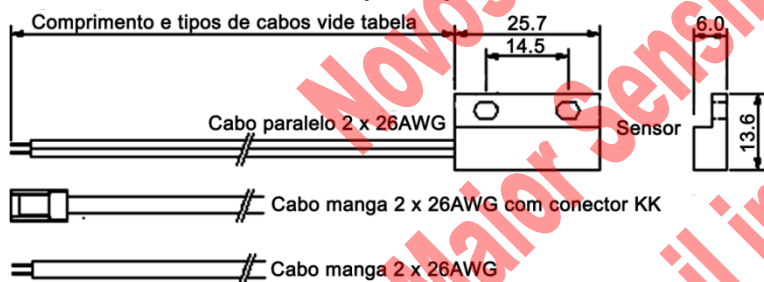 Comprimento e tipos de cabos vide tabela
25.7
6.0
14.5
Cabo paralelo 2 x 26AWG
Sensor
13.6
Cabo manga 2 x 26AWG com conector KK
Cabo manga 2 x 26AWG
Novos
Maior Sensi
il i